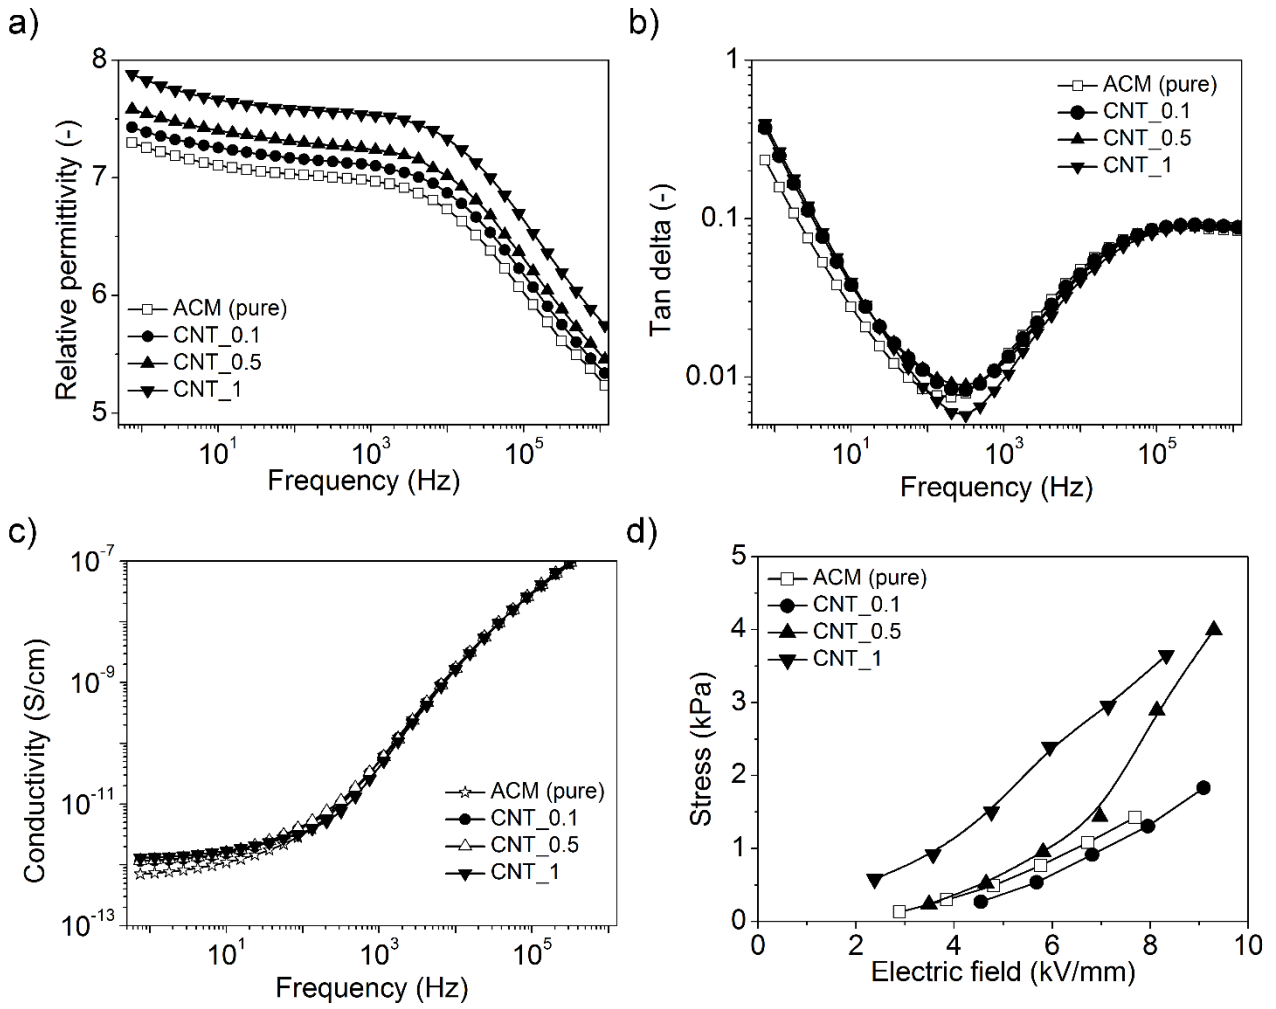 a)
8
7
6
5
Relative permittivity (-)
ACM (pure)
CNT_0.1
CNT_0.5
CNT_1
10¹ 10³ 10⁵
Frequency (Hz)
b)
1
0.1
0.01
Tan delta (-)
ACM (pure)
CNT_0.1
CNT_0.5
CNT_1
10¹ 10³ 10⁵
Frequency (Hz)
c)
10⁻⁷
10⁻⁹
10⁻¹¹
10⁻¹³
Conductivity (S/cm)
ACM (pure)
CNT_0.1
CNT_0.5
CNT_1
10¹ 10³ 10⁵
Frequency (Hz)
d)
5
4
3
2
1
0
Stress (kPa)
ACM (pure)
CNT_0.1
CNT_0.5
CNT_1
0 2 4 6 8 10
Electric field (kV/mm)